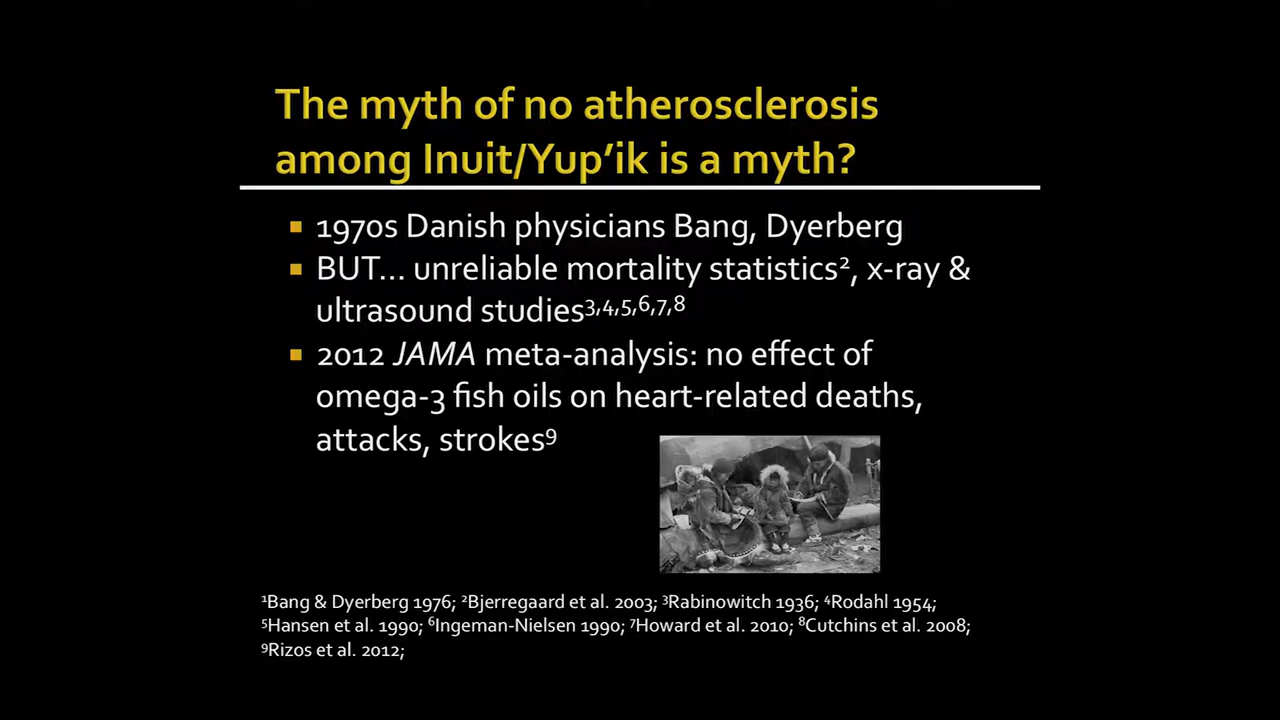 The myth of no atherosclerosis
among Inuit/Yup’ik is a myth?
▪ 1970s Danish physicians Bang, Dyerberg
▪ BUT... unreliable mortality statistics², x-ray &
ultrasound studies³,⁴,⁵,⁶,⁷,⁸
▪ 2012 JAMA meta-analysis: no effect of
omega-3 fish oils on heart-related deaths,
attacks, strokes⁹
¹Bang & Dyerberg 1976; ²Bjerregaard et al. 2003; ³Rabinowitch 1936; ⁴Rodahl 1954;
⁵Hansen et al. 1990; ⁶Ingeman-Nielsen 1990; ⁷Howard et al. 2010; ⁸Cutchins et al. 2008;
⁹Rizos et al. 2012;